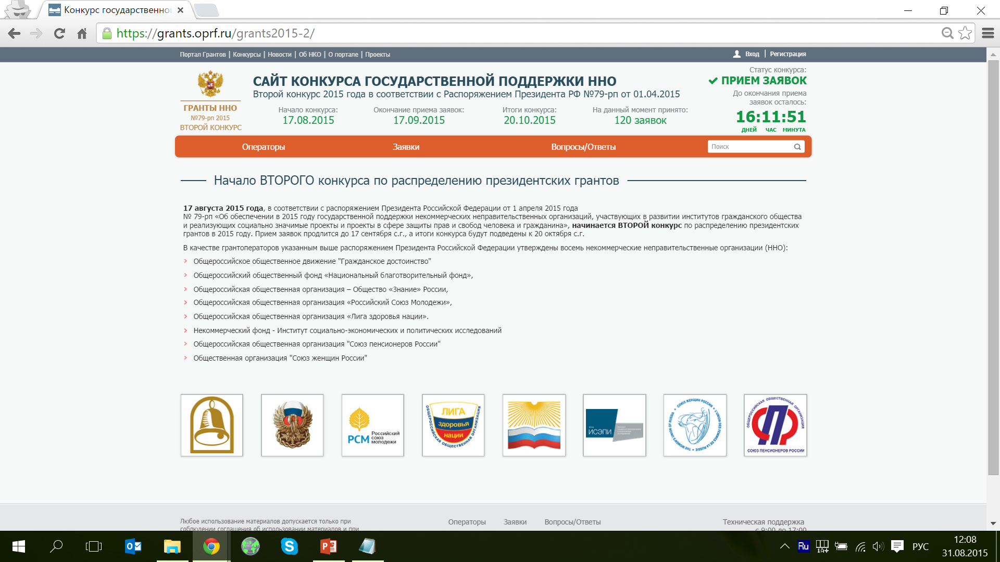 Конкурс государственно
https://grants.oprf.ru/grants2015-2/
Портал Грантов | Конкурсы | Новости | Об НКО | О портале | Проекты
Вход | Регистрация
ГРАНТЫ ННО
№79-рп 2015
ВТОРОЙ КОНКУРС
САЙТ КОНКУРСА ГОСУДАРСТВЕННОЙ ПОДДЕРЖКИ ННО
Второй конкурс 2015 года в соответствии с Распоряжением Президента РФ №79-рп от 01.04.2015
Начало конкурса:
17.08.2015
Окончание приема заявок:
17.09.2015
Итоги конкурса:
20.10.2015
На данный момент принято:
120 заявок
Статус конкурса:
ПРИЕМ ЗАЯВОК
До окончания приема
заявок осталось:
16:11:51
ДНЕЙ ЧАС МИНУТА
Операторы Заявки Вопросы/Ответы Поиск
Начало ВТОРОГО конкурса по распределению президентских грантов
17 августа 2015 года, в соответствии с распоряжением Президента Российской Федерации от 1 апреля 2015 года
№ 79-рп «Об обеспечении в 2015 году государственной поддержки некоммерческих неправительственных организаций, участвующих в развитии институтов гражданского общества
и реализующих социально значимые проекты и проекты в сфере защиты прав и свобод человека и гражданина», начинается ВТОРОЙ конкурс по распределению президентских
грантов в 2015 году. Прием заявок продлится до 17 сентября с.г., а итоги конкурса будут подведены к 20 октября с.г.
В качестве грантооператоров указанным выше распоряжением Президента Российской Федерации утверждены восемь некоммерческие неправительственные организации (ННО):
Общероссийское общественное движение "Гражданское достоинство"
Общероссийский общественный фонд «Национальный благотворительный фонд»,
Общероссийская общественная организация – Общество «Знание» России,
Общероссийская общественная организация «Российский Союз Молодежи»,
Общероссийская общественная организация «Лига здоровья нации».
Некоммерческий фонд - Институт социально-экономических и политических исследований
Общероссийская общественная организация "Союз пенсионеров России"
Общественная организация "Союз женщин России"
РСМ
Российский
союз
молодежи
ЛИГА
здоровья
нации
ОБЩЕРОССИЙСКАЯ ОБЩЕСТВЕННАЯ ОРГАНИЗАЦИЯ
ИСЭПИ
СОЮЗ ЖЕНЩИН РОССИИ • L'UNION DES FEMMES DE LA RUSSIE • THE WOMEN'S UNION OF RUSSIA
ОБЩЕРОССИЙСКАЯ ОБЩЕСТВЕННАЯ ОРГАНИЗАЦИЯ
СОЮЗ ПЕНСИОНЕРОВ РОССИИ
Любое использование материалов допускается только при
соблюдении соглашения об использовании материалов и при
Операторы Заявки Вопросы/Ответы
Техническая поддержка
с 9:00 до 17:00
Ru
РУС
12:08
31.08.2015